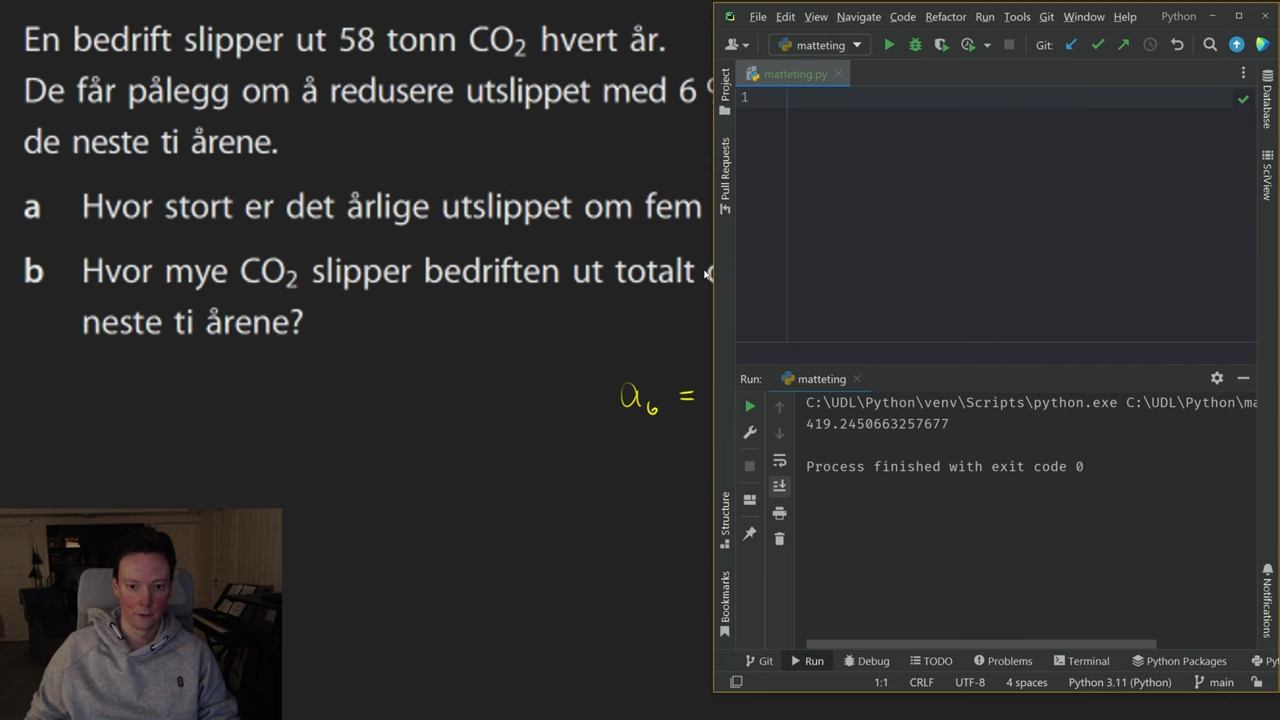 En bedrift slipper ut 58 tonn CO₂ hvert år.
De får pålegg om å redusere utslippet med 6
de neste ti årene.
a Hvor stort er det årlige utslippet om fem
b Hvor mye CO₂ slipper bedriften ut totalt
neste ti årene?
a₆ =
File Edit View Navigate Code Refactor Run Tools Git Window Help Python
matteting Git:
matteting.py
1
Project
Pull Requests
Structure
Bookmarks
Database
SciView
Notifications
Run: matteting
C:\UDL\Python\venv\Scripts\python.exe C:\UDL\Python\ma
419.2450663257677
Process finished with exit code 0
Git Run Debug TODO Problems Terminal Python Packages Py
1:1 CRLF UTF-8 4 spaces Python 3.11 (Python) main